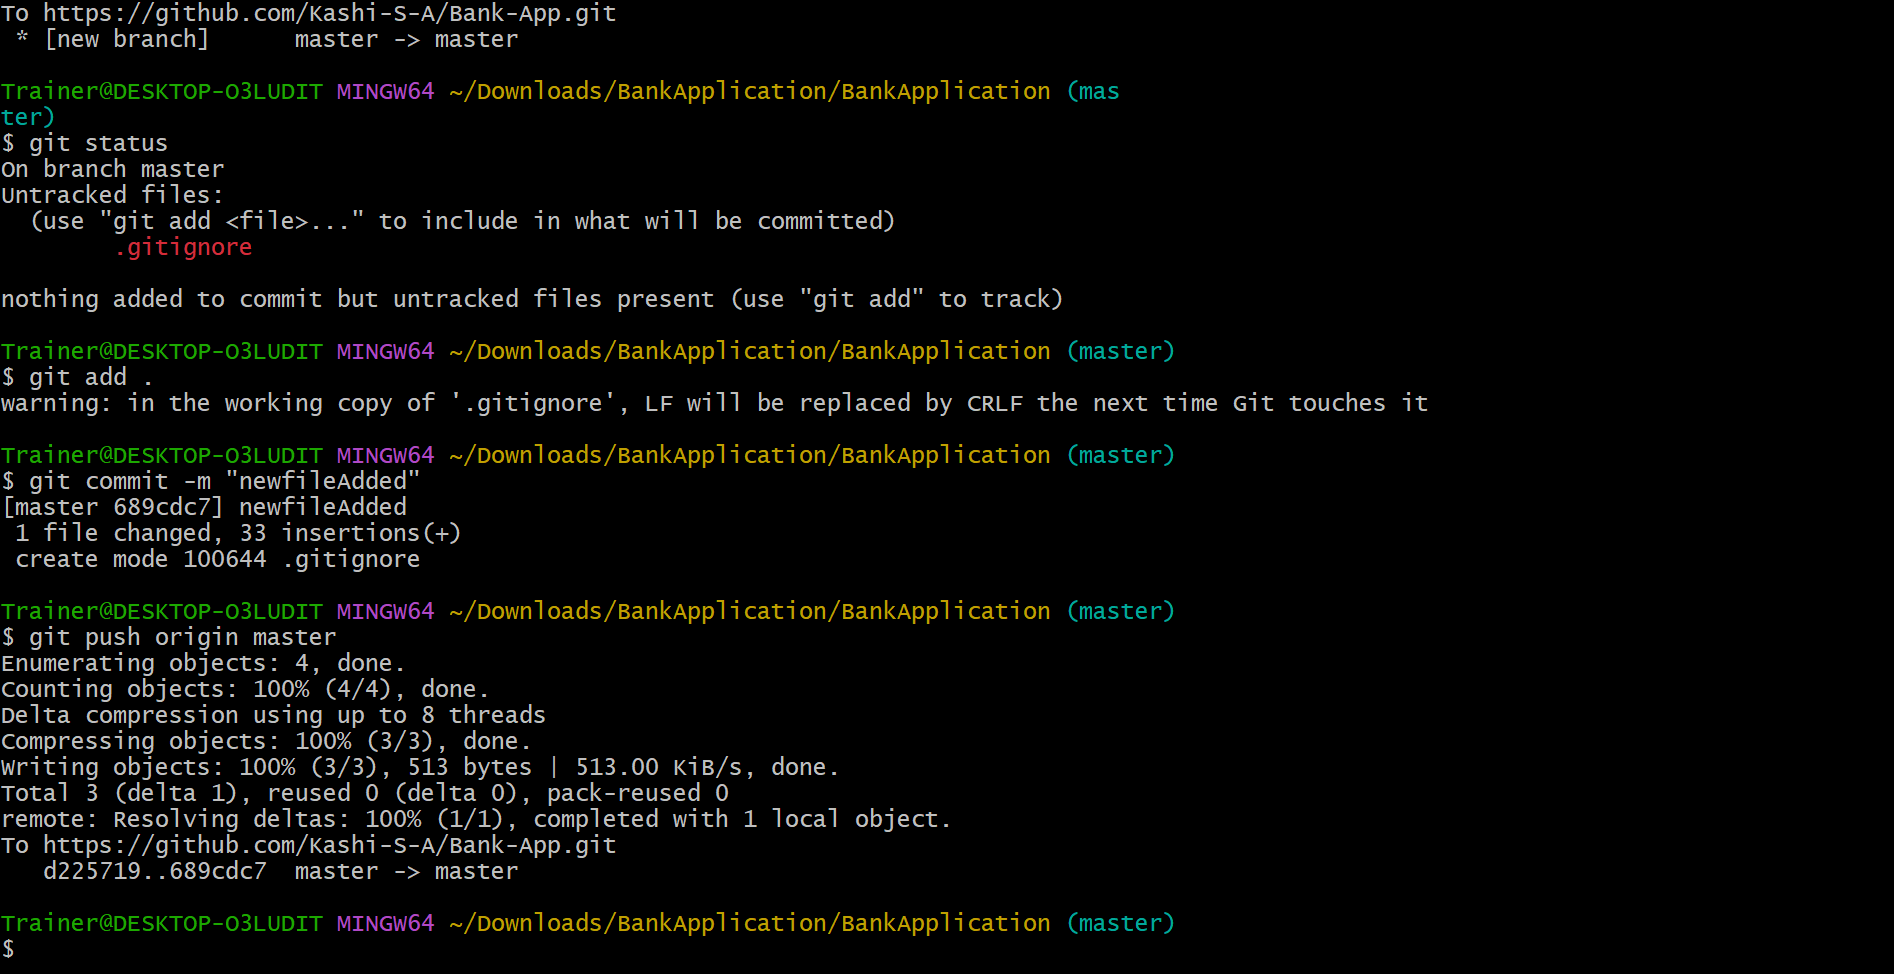 To https://github.com/Kashi-S-A/Bank-App.git
 * [new branch]      master -> master

Trainer@DESKTOP-O3LUDIT MINGW64 ~/Downloads/BankApplication/BankApplication (mas
ter)
$ git status
On branch master
Untracked files:
  (use "git add <file>..." to include in what will be committed)
        .gitignore

nothing added to commit but untracked files present (use "git add" to track)

Trainer@DESKTOP-O3LUDIT MINGW64 ~/Downloads/BankApplication/BankApplication (master)
$ git add .
warning: in the working copy of '.gitignore', LF will be replaced by CRLF the next time Git touches it

Trainer@DESKTOP-O3LUDIT MINGW64 ~/Downloads/BankApplication/BankApplication (master)
$ git commit -m "newfileAdded"
[master 689cdc7] newfileAdded
 1 file changed, 33 insertions(+)
 create mode 100644 .gitignore

Trainer@DESKTOP-O3LUDIT MINGW64 ~/Downloads/BankApplication/BankApplication (master)
$ git push origin master
Enumerating objects: 4, done.
Counting objects: 100% (4/4), done.
Delta compression using up to 8 threads
Compressing objects: 100% (3/3), done.
Writing objects: 100% (3/3), 513 bytes | 513.00 KiB/s, done.
Total 3 (delta 1), reused 0 (delta 0), pack-reused 0
remote: Resolving deltas: 100% (1/1), completed with 1 local object.
To https://github.com/Kashi-S-A/Bank-App.git
   d225719..689cdc7  master -> master

Trainer@DESKTOP-O3LUDIT MINGW64 ~/Downloads/BankApplication/BankApplication (master)
$